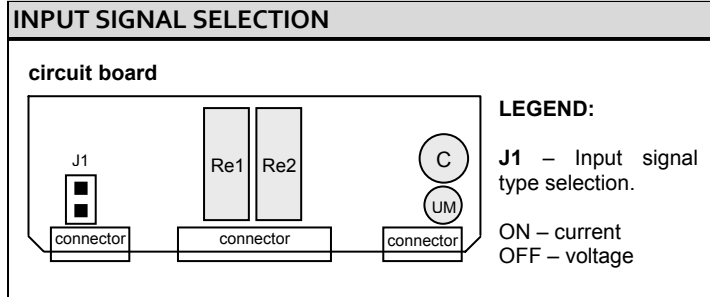 INPUT SIGNAL SELECTION
circuit board
J1
Re1
Re2
C
UM
connector
connector
connector
LEGEND:
J1 – Input signal
type selection.
ON – current
OFF – voltage